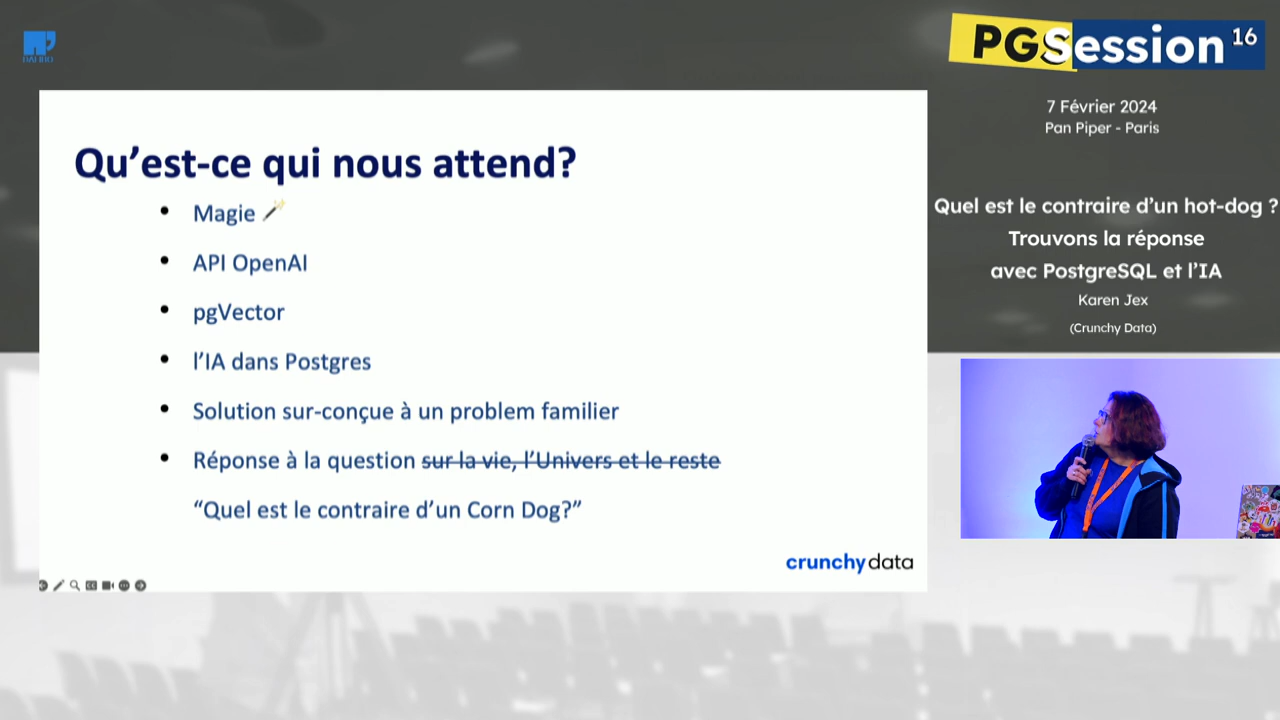 PGSession 16
7 Février 2024
Pan Piper - Paris
Quel est le contraire d'un hot-dog ?
Trouvons la réponse
avec PostgreSQL et l'IA
Karen Jex
(Crunchy Data)
Qu'est-ce qui nous attend?
• Magie
• API OpenAI
• pgVector
• l'IA dans Postgres
• Solution sur-conçue à un problem familier
• Réponse à la question sur la vie, l'Univers et le reste
“Quel est le contraire d'un Corn Dog?”
crunchydata
DALIBO